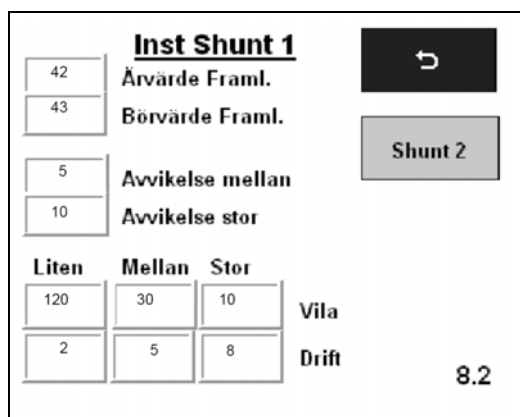 Inst Shunt 1
42 Ärvärde Framl.
43 Börvärde Framl.
Shunt 2
5 Avvikelse mellan
10 Avvikelse stor
Liten Mellan Stor
120 30 10 Vila
2 5 8 Drift
8.2